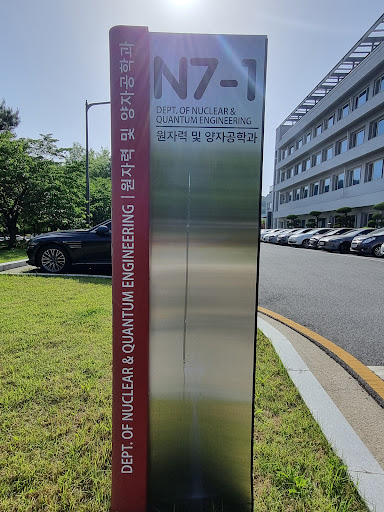 N7-1
DEPT. OF NUCLEAR &
QUANTUM ENGINEERING
원자력 및 양자공학과
DEPT. OF NUCLEAR & QUANTUM ENGINEERING | 원자력 및 양자공학과